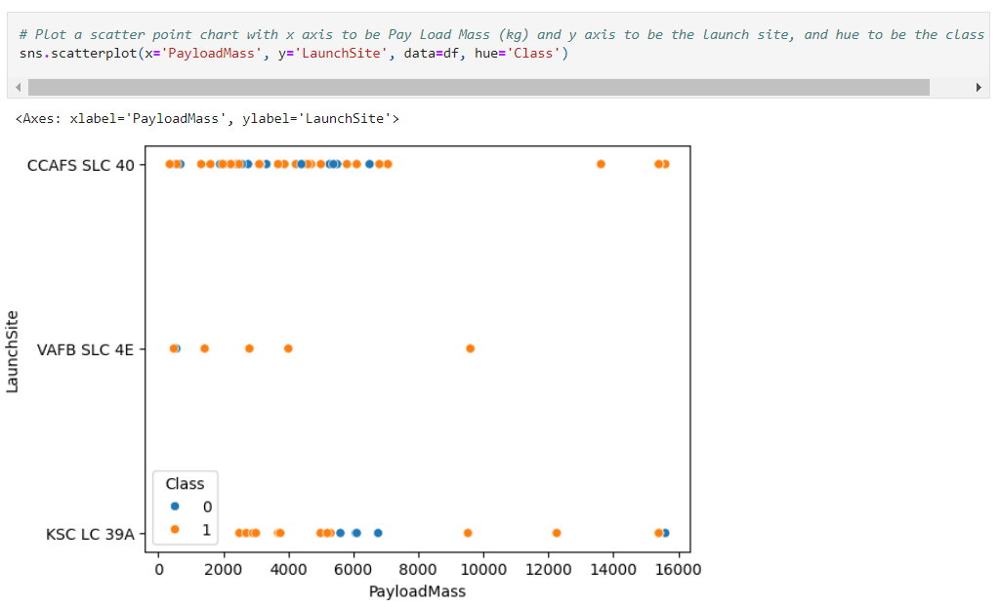 # Plot a scatter point chart with x axis to be Pay Load Mass (kg) and y axis to be the launch site, and hue to be the class
sns.scatterplot(x='PayloadMass', y='LaunchSite', data=df, hue='Class')
<Axes: xlabel='PayloadMass', ylabel='LaunchSite'>
CCAFS SLC 40
VAFB SLC 4E
KSC LC 39A
LaunchSite
Class
0
1
0 2000 4000 6000 8000 10000 12000 14000 16000
PayloadMass